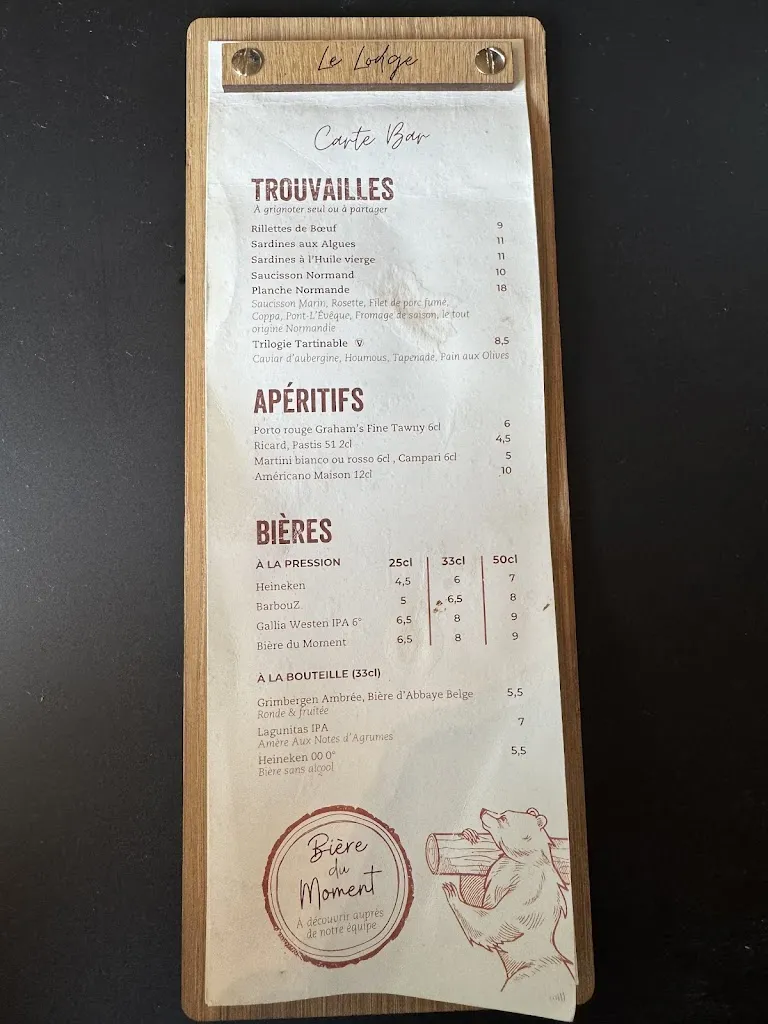 Le Lodge
Carte Bar
TROUVAILLES
A grignoter seul ou à partager
Rillettes de Bœuf 9
Sardines aux Algues 11
Sardines à l'Huile vierge 11
Saucisson Normand 10
Planche Normande 18
Saucisson Marin, Rosette, Filet de porc fumé,
Coppa, Pont-L'Évêque, Fromage de saison, le tout
origine Normandie
Trilogie Tartinable V 8,5
Caviar d'aubergine, Houmous, Tapenade, Pain aux Olives
APÉRITIFS
Porto rouge Graham's Fine Tawny 6cl 6
Ricard, Pastis 51 2cl 4,5
Martini bianco ou rosso 6cl , Campari 6cl 5
Américano Maison 12cl 10
BIÈRES
À LA PRESSION 25cl 33cl 50cl
Heineken 4,5 6 7
BarbouZ 5 6,5 8
Gallia Westen IPA 6° 6,5 8 9
Bière du Moment 6,5 8 9
À LA BOUTEILLE (33cl)
Grimbergen Ambrée, Bière d'Abbaye Belge 5,5
Ronde & fruitée
Lagunitas IPA 7
Amère Aux Notes d'Agrumes
Heineken 00 0° 5,5
Bière sans alcool
Bière
du
Moment
A découvrir auprès
de notre équipe